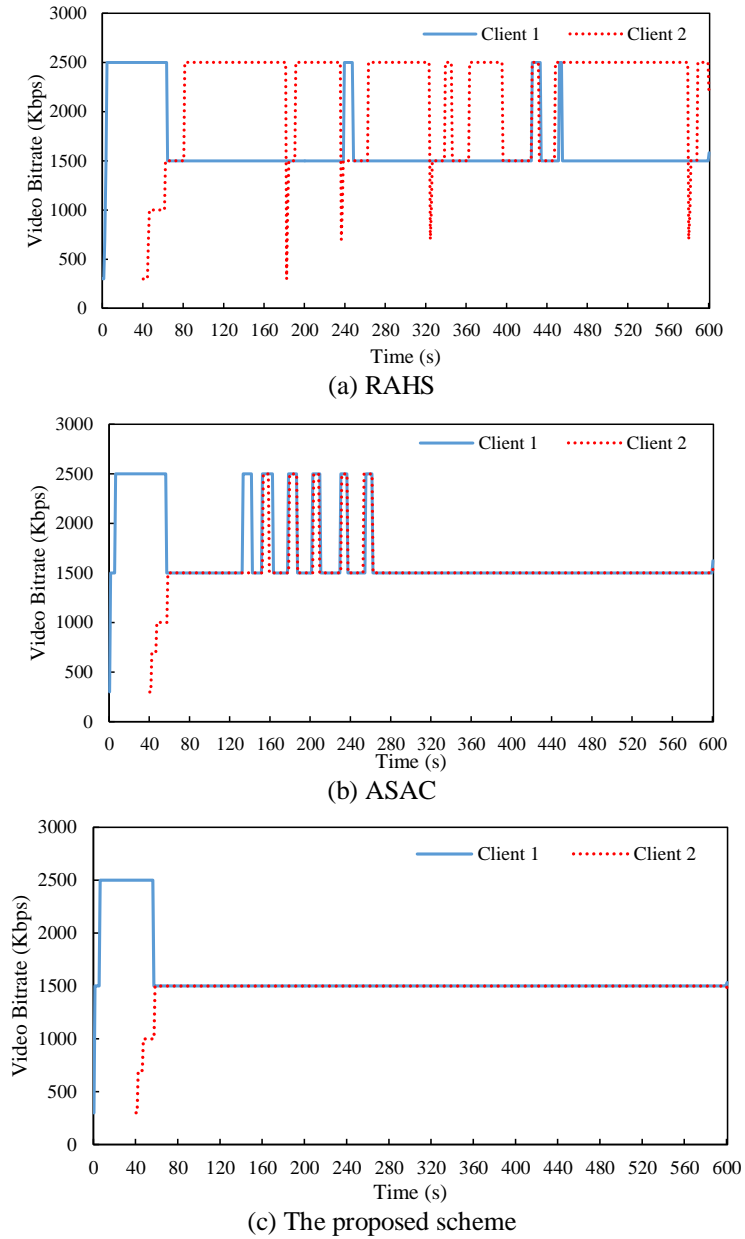 3000
Client 1
Client 2
2500
2000
1500
1000
500
0
Video Bitrate (Kbps)
0 40 80 120 160 200 240 280 320 360 400 440 480 520 560 600
Time (s)
(a) RAHS
3000
Client 1
Client 2
2500
2000
1500
1000
500
0
Video Bitrate (Kbps)
0 40 80 120 160 200 240 280 320 360 400 440 480 520 560 600
Time (s)
(b) ASAC
3000
Client 1
Client 2
2500
2000
1500
1000
500
0
Video Bitrate (Kbps)
0 40 80 120 160 200 240 280 320 360 400 440 480 520 560 600
Time (s)
(c) The proposed scheme